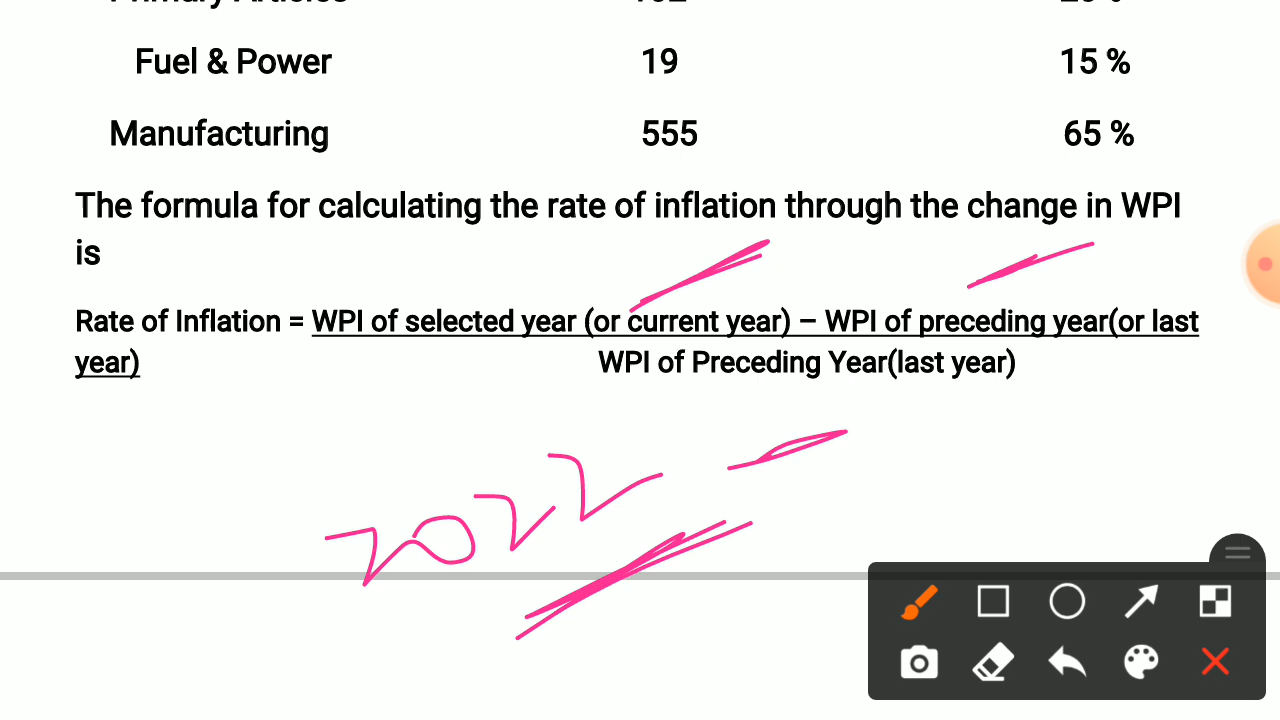 Fuel & Power 19 15 %
Manufacturing 555 65 %
The formula for calculating the rate of inflation through the change in WPI
is
Rate of Inflation = WPI of selected year (or current year) – WPI of preceding year(or last
year) WPI of Preceding Year(last year)
2022 -